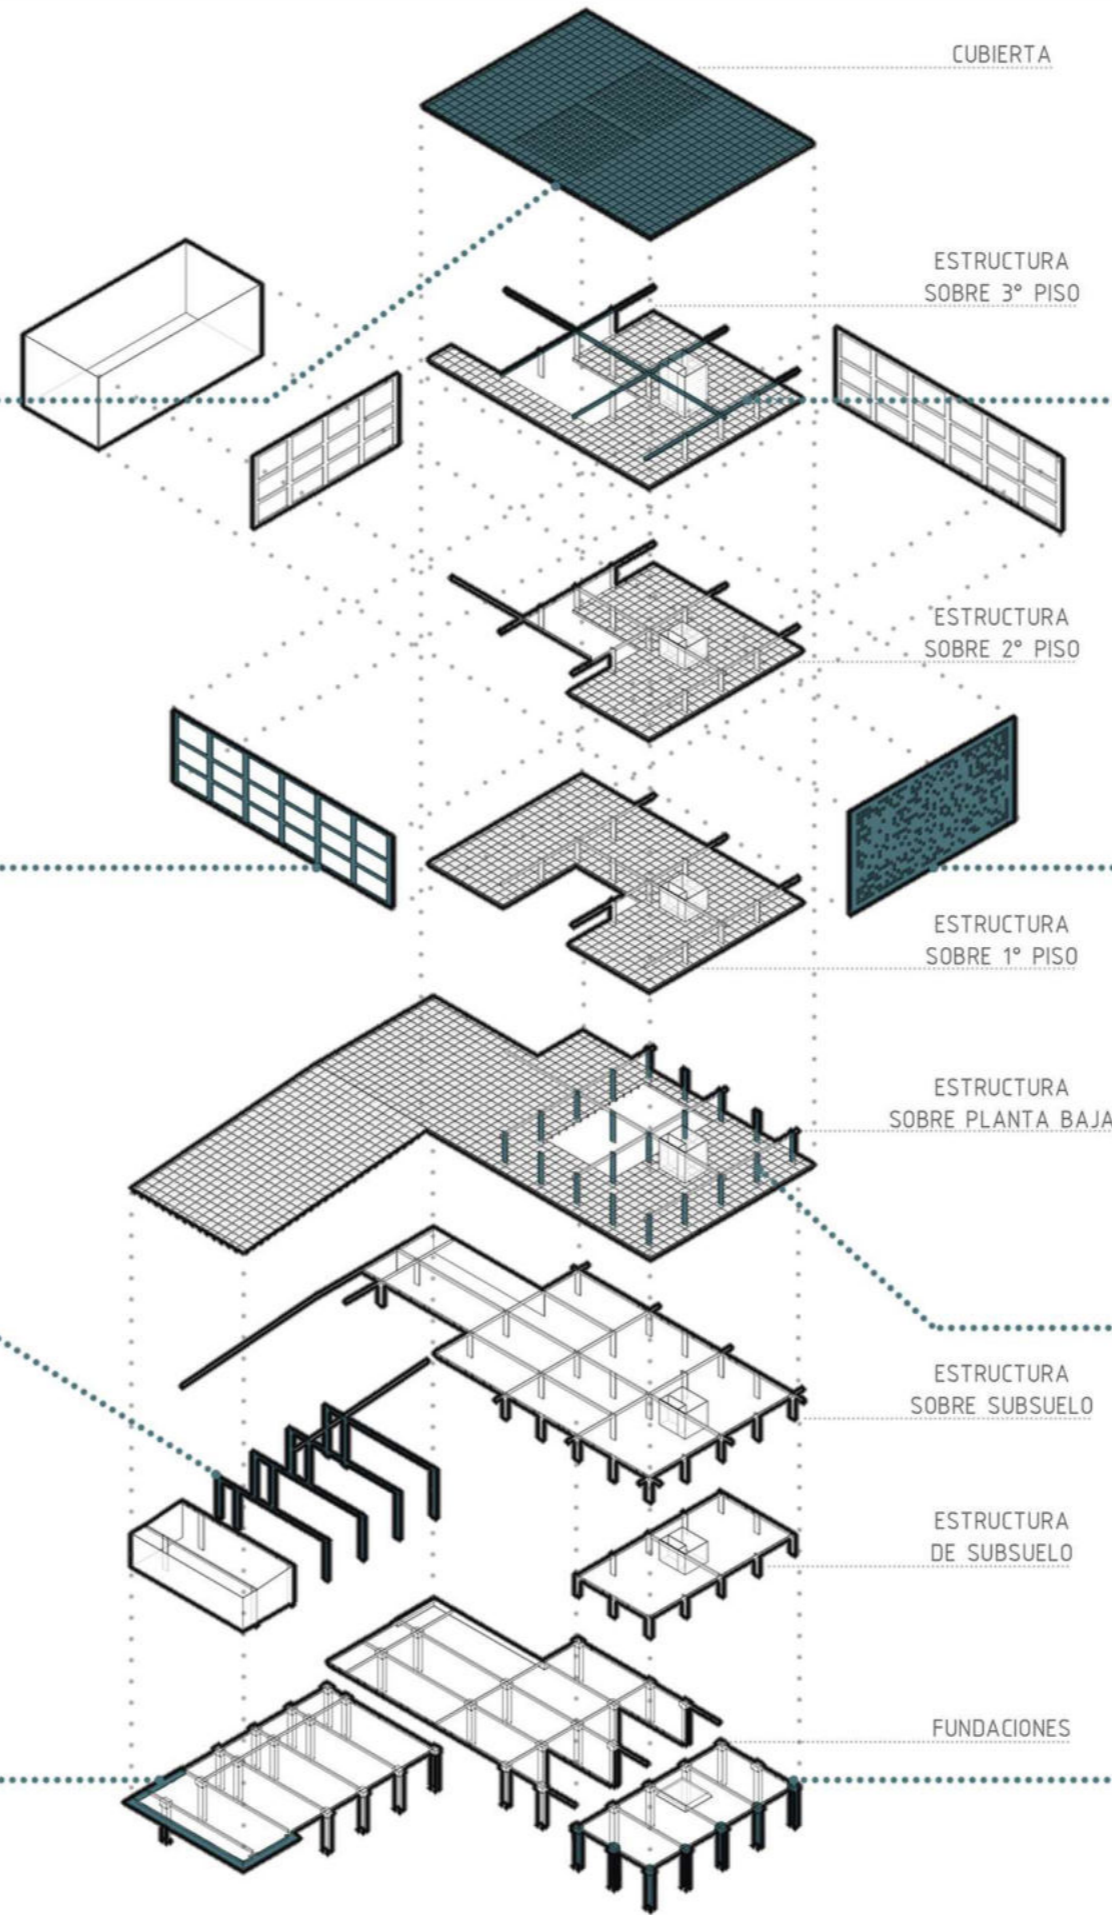 CUBIERTA
ESTRUCTURA
SOBRE 3° PISO
ESTRUCTURA
SOBRE 2° PISO
ESTRUCTURA
SOBRE 1° PISO
ESTRUCTURA
SOBRE PLANTA BAJA
ESTRUCTURA
SOBRE SUBSUELO
ESTRUCTURA
DE SUBSUELO
FUNDACIONES